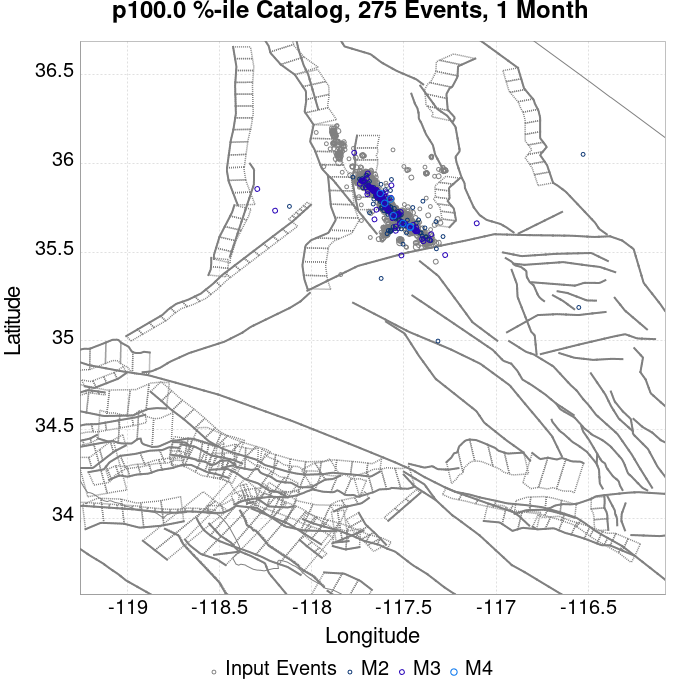 p100.0 %-ile Catalog, 275 Events, 1 Month
36.5
36
35.5
35
34.5
34
Latitude
-119 -118.5 -118 -117.5 -117 -116.5
Longitude
Input Events M2 M3 M4